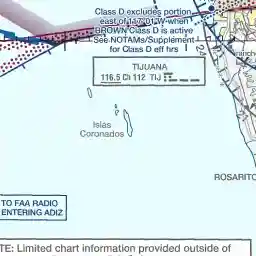 Class D excludes portion
east of 117°01'W when
BROWN Class D is active
See NOTAMs/Supplement
for Class D eff hrs
TIJUANA
116.5 Ch 112 TIJ
Islas
Coronados
ROSARITO
TO FAA RADIO
ENTERING ADIZ
TE: Limited chart information provided outside of